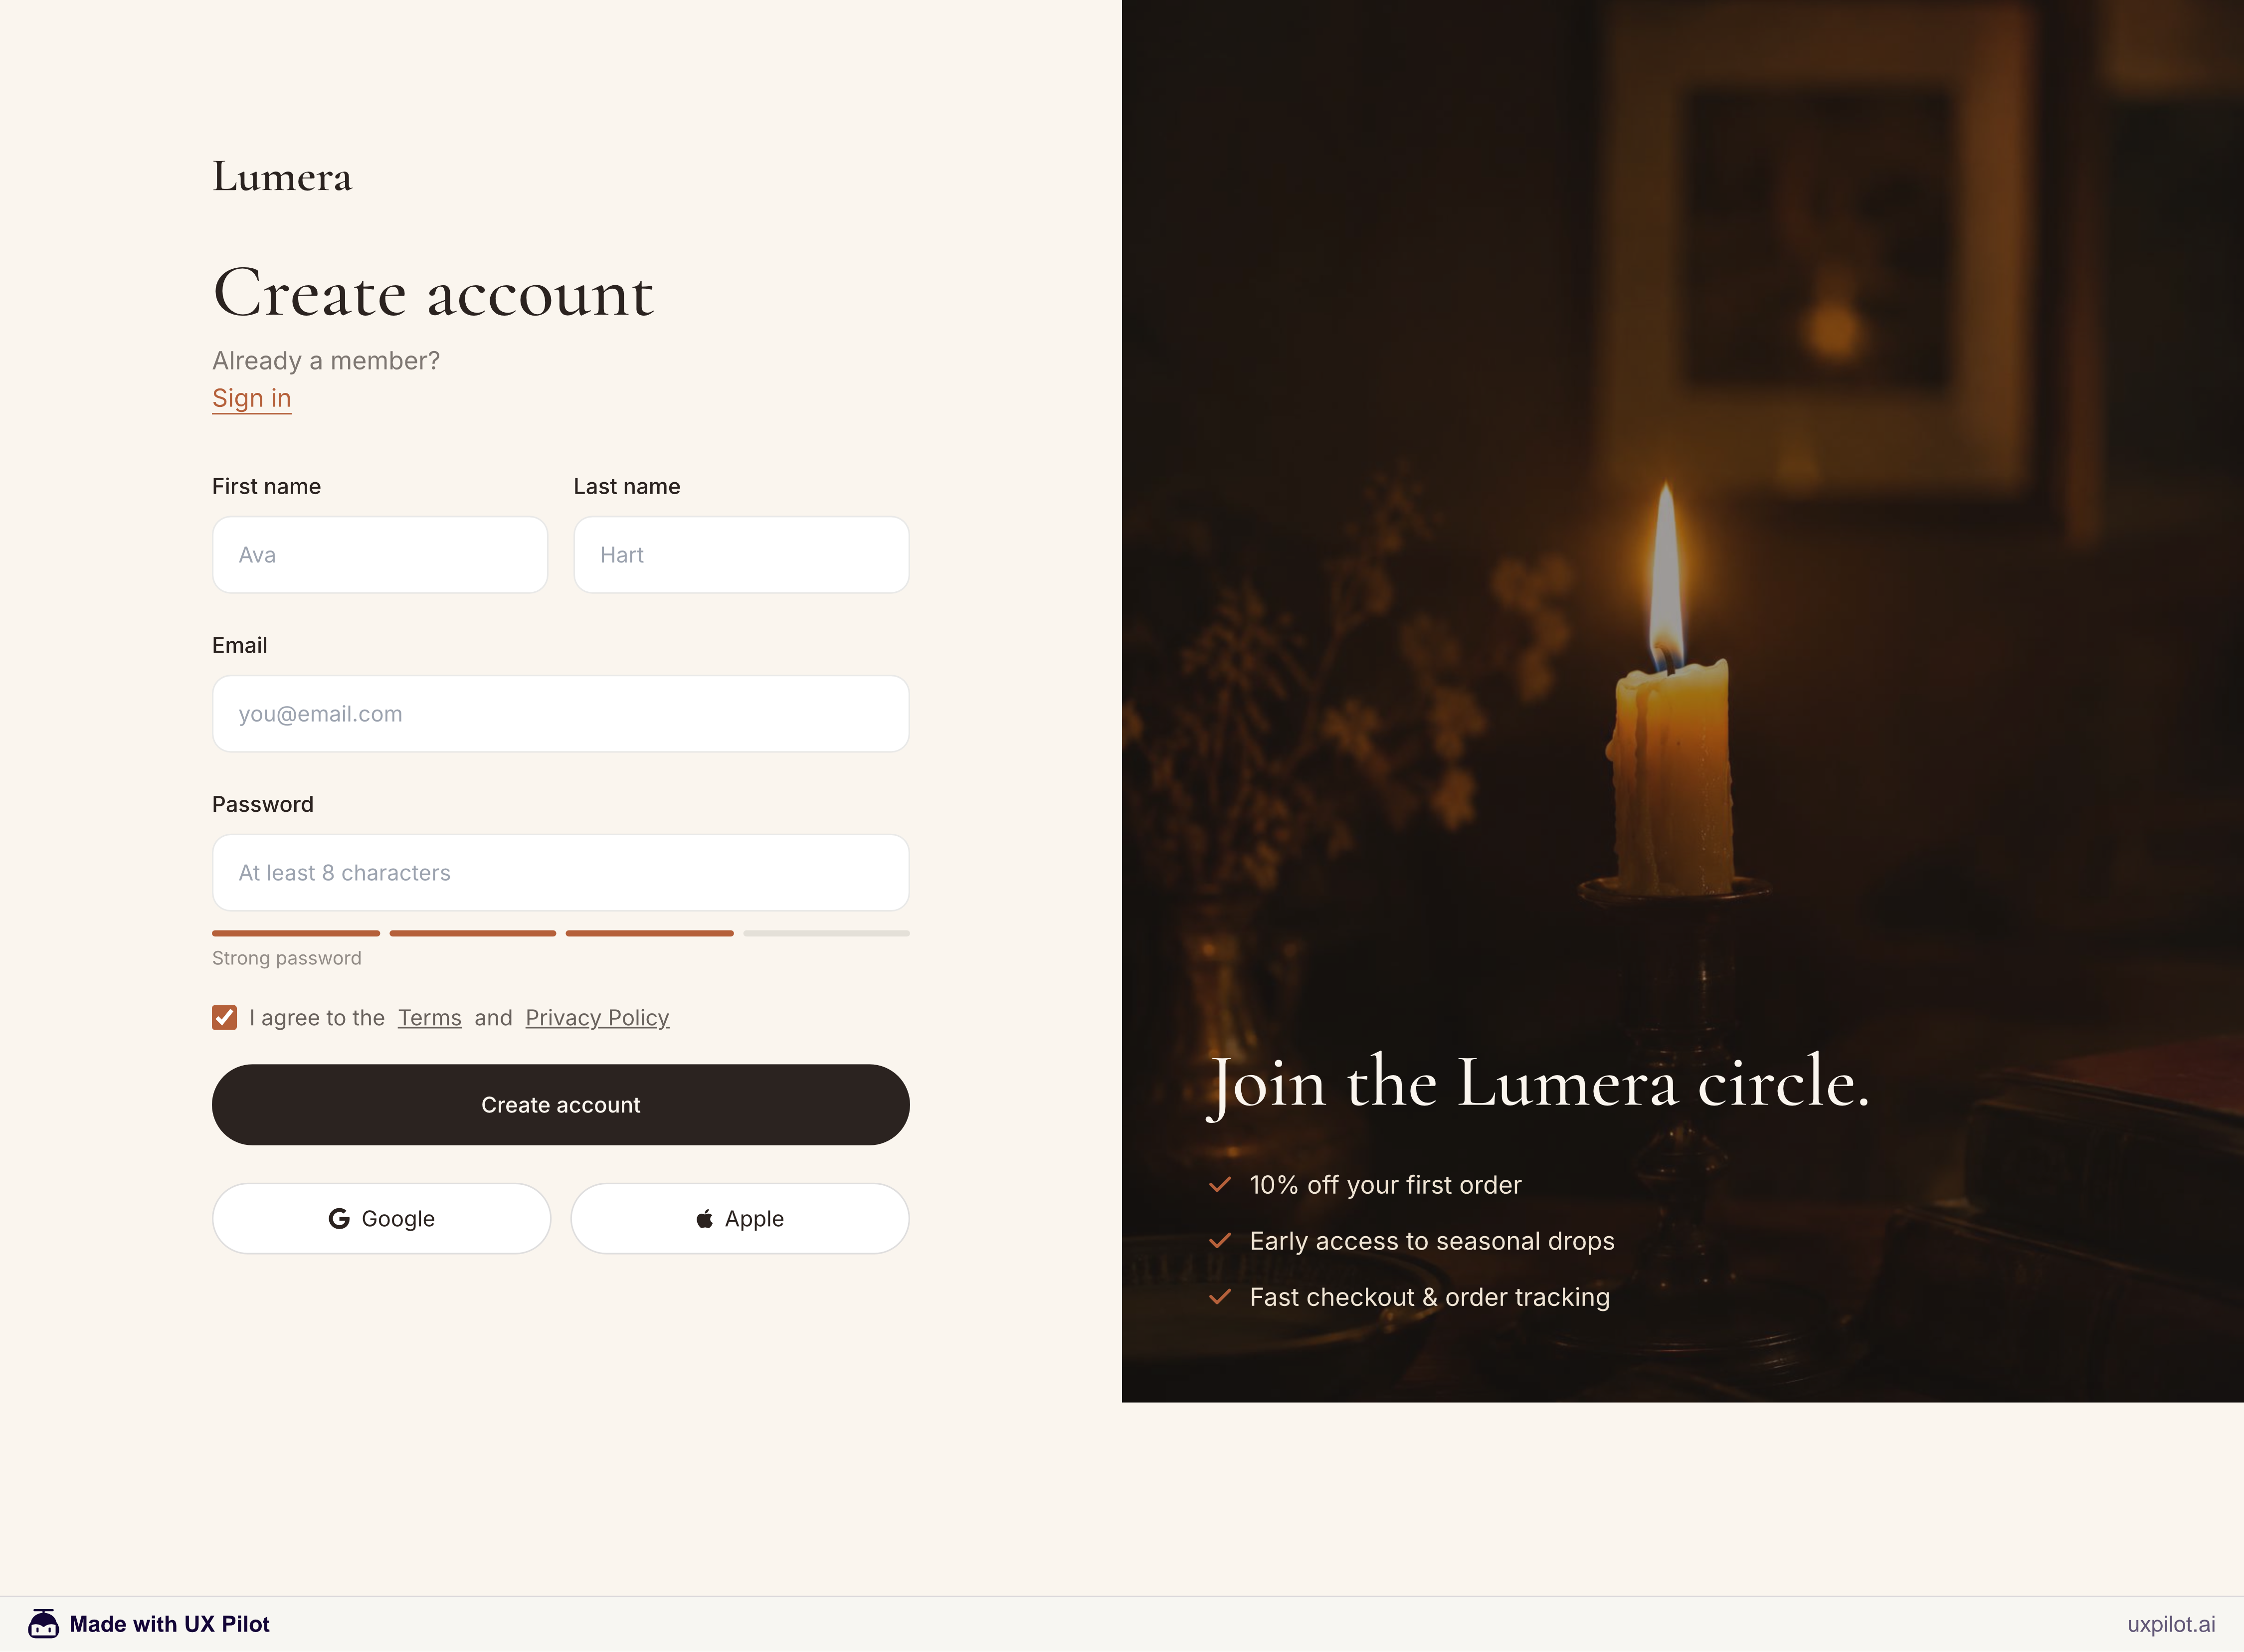 Lumera
Create account
Already a member?
Sign in
First name
Last name
Ava
Hart
Email
you@email.com
Password
At least 8 characters
Strong password
I agree to the Terms and Privacy Policy
Create account
Google
Apple
Join the Lumera circle.
10% off your first order
Early access to seasonal drops
Fast checkout & order tracking
Made with UX Pilot
uxpilot.ai